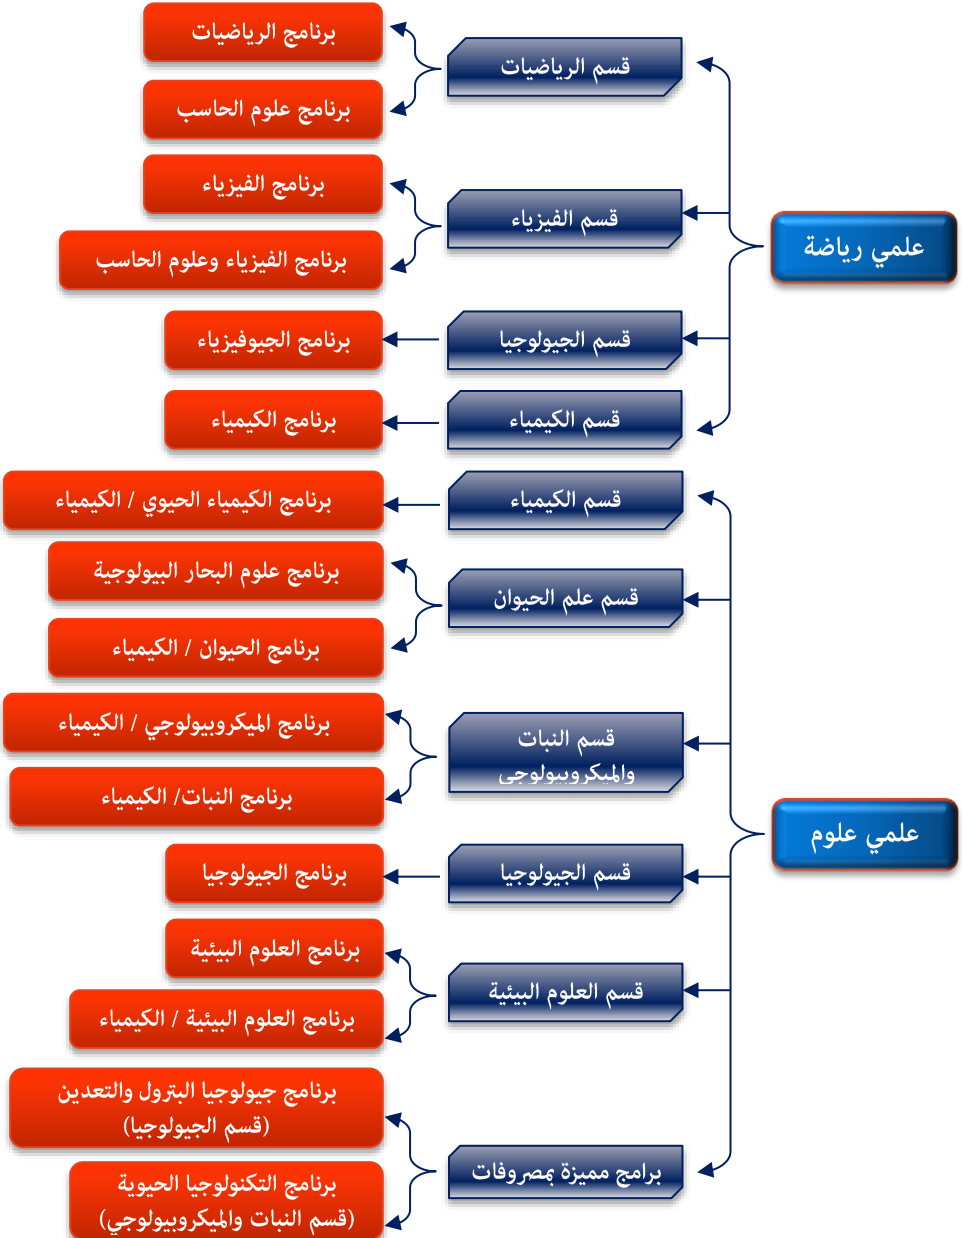 علمي رياضة
قسم الرياضيات
برنامج الرياضيات
برنامج علوم الحاسب
قسم الفيزياء
برنامج الفيزياء
برنامج الفيزياء وعلوم الحاسب
قسم الجيولوجيا
برنامج الجيوفيزياء
قسم الكيمياء
برنامج الكيمياء
علمي علوم
قسم الكيمياء
برنامج الكيمياء الحيوي / الكيمياء
قسم علم الحيوان
برنامج علوم البحار البيولوجية
برنامج الحيوان / الكيمياء
قسم النبات
والميكروبيولوجي
برنامج الميكروبيولوجي / الكيمياء
برنامج النبات/ الكيمياء
قسم الجيولوجيا
برنامج الجيولوجيا
قسم العلوم البيئية
برنامج العلوم البيئية
برنامج العلوم البيئية / الكيمياء
برامج مميزة بمصروفات
برنامج جيولوجيا البترول والتعدين
(قسم الجيولوجيا)
برنامج التكنولوجيا الحيوية
(قسم النبات والميكروبيولوجي)